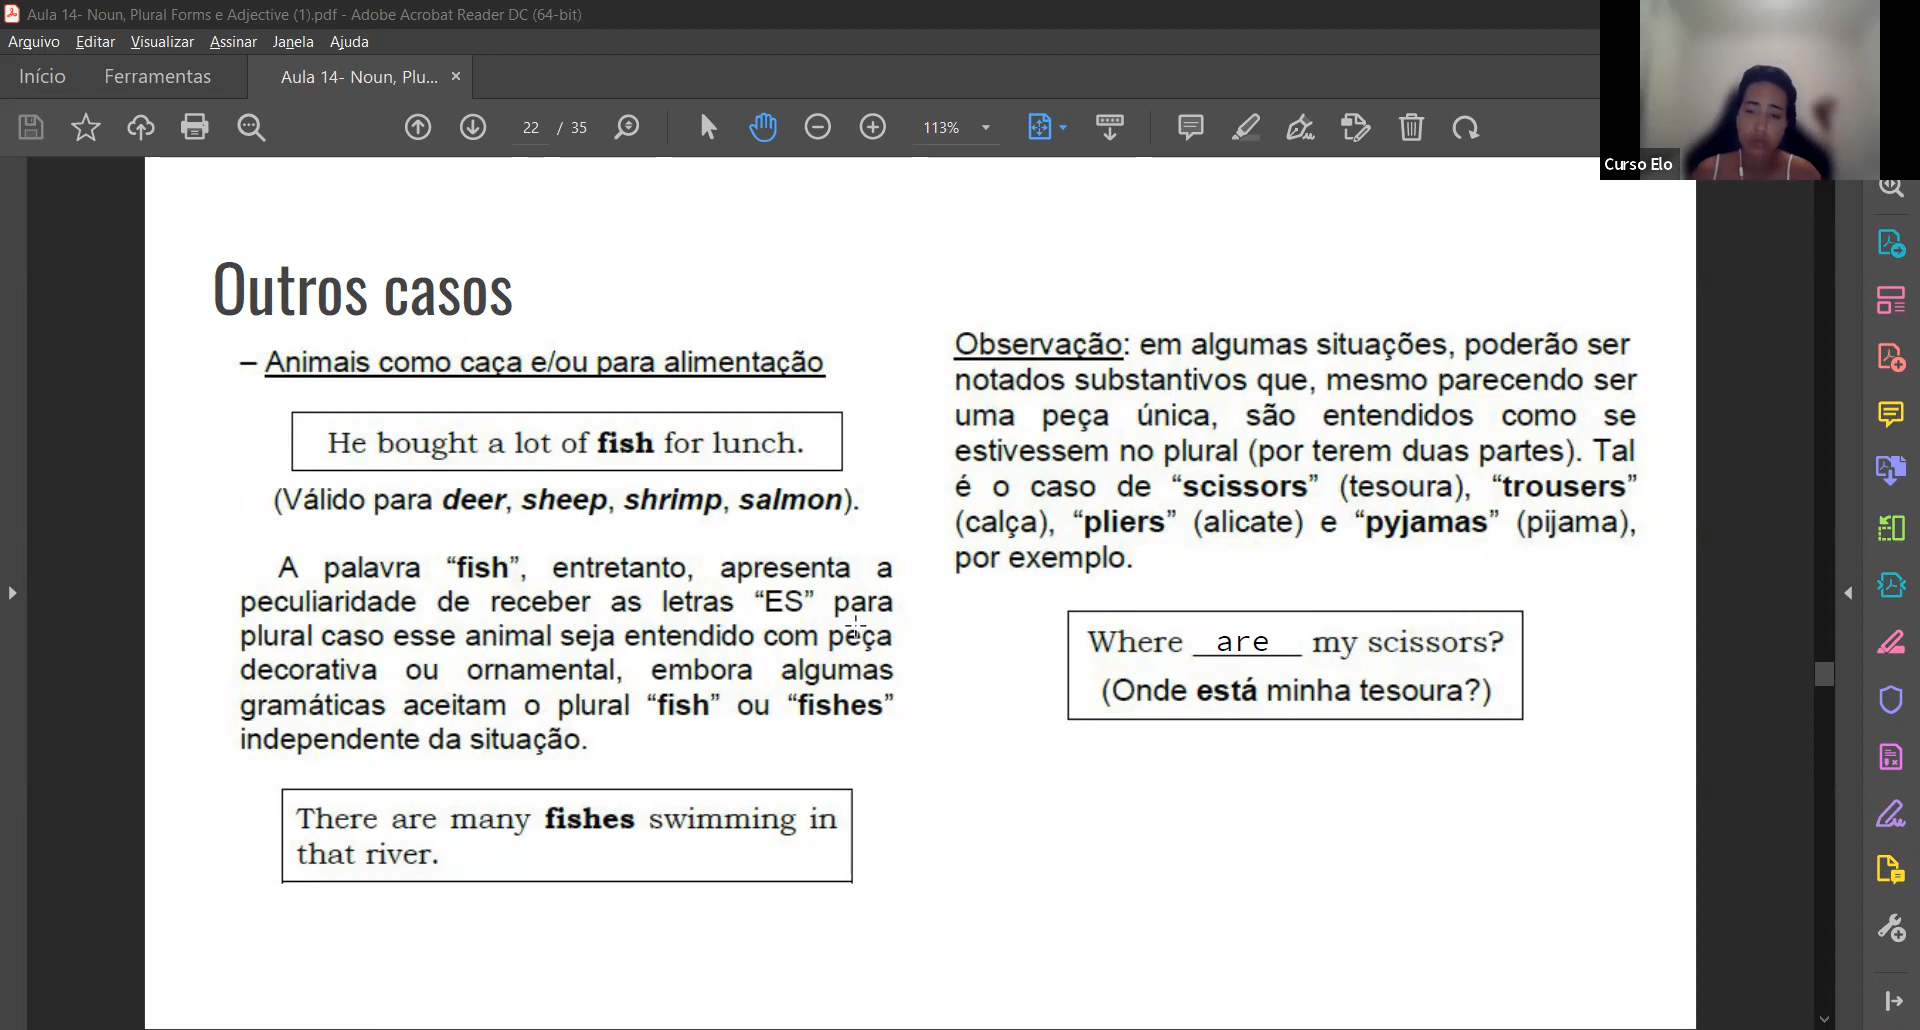 Aula 14- Noun, Plural Forms e Adjective (1).pdf - Adobe Acrobat Reader DC (64-bit)
Arquivo Editar Visualizar Assinar Janela Ajuda
Início Ferramentas Aula 14- Noun, Plu... ×
22 / 35 113%
Curso Elo
Outros casos
– Animais como caça e/ou para alimentação
He bought a lot of fish for lunch.
(Válido para deer, sheep, shrimp, salmon).
A palavra “fish”, entretanto, apresenta a
peculiaridade de receber as letras “ES” para
plural caso esse animal seja entendido com peça
decorativa ou ornamental, embora algumas
gramáticas aceitam o plural “fish” ou “fishes”
independente da situação.
There are many fishes swimming in
that river.
Observação: em algumas situações, poderão ser
notados substantivos que, mesmo parecendo ser
uma peça única, são entendidos como se
estivessem no plural (por terem duas partes). Tal
é o caso de “scissors” (tesoura), “trousers”
(calça), “pliers” (alicate) e “pyjamas” (pijama),
por exemplo.
Where are my scissors?
(Onde está minha tesoura?)